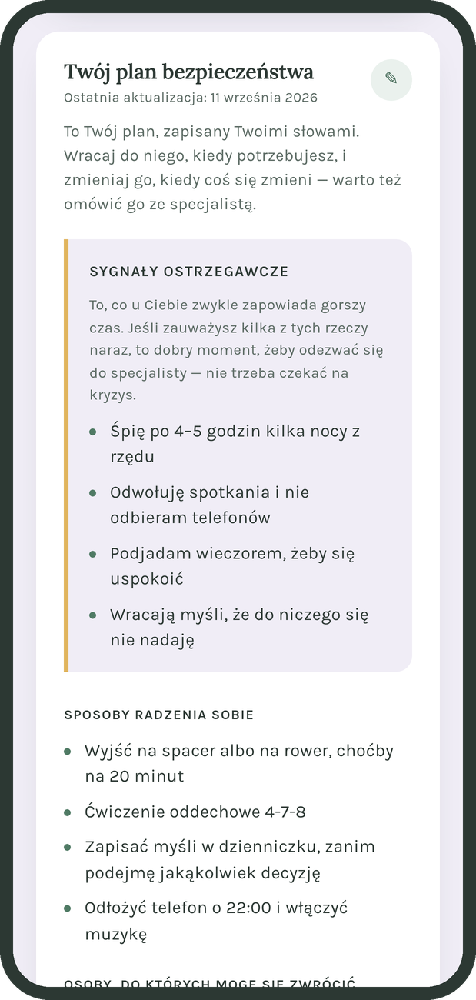 Twój plan bezpieczeństwa
Ostatnia aktualizacja: 11 września 2026
To Twój plan, zapisany Twoimi słowami.
Wracaj do niego, kiedy potrzebujesz, i
zmieniaj go, kiedy coś się zmieni — warto też
omówić go ze specjalistą.
SYGNAŁY OSTRZEGAWCZE
To, co u Ciebie zwykle zapowiada gorszy
czas. Jeśli zauważysz kilka z tych rzeczy
naraz, to dobry moment, żeby odezwać się
do specjalisty — nie trzeba czekać na
kryzys.
Śpię po 4–5 godzin kilka nocy z
rzędu
Odwołuję spotkania i nie
odbieram telefonów
Podjadam wieczorem, żeby się
uspokoić
Wracają myśli, że do niczego się
nie nadaję
SPOSOBY RADZENIA SOBIE
Wyjść na spacer albo na rower, choćby
na 20 minut
Ćwiczenie oddechowe 4-7-8
Zapisać myśli w dzienniczku, zanim
podejmę jakąkolwiek decyzję
Odłożyć telefon o 22:00 i włączyć
muzykę
OSOBY, DO KTÓRYCH MOGĘ SIĘ ZWRÓCIĆ